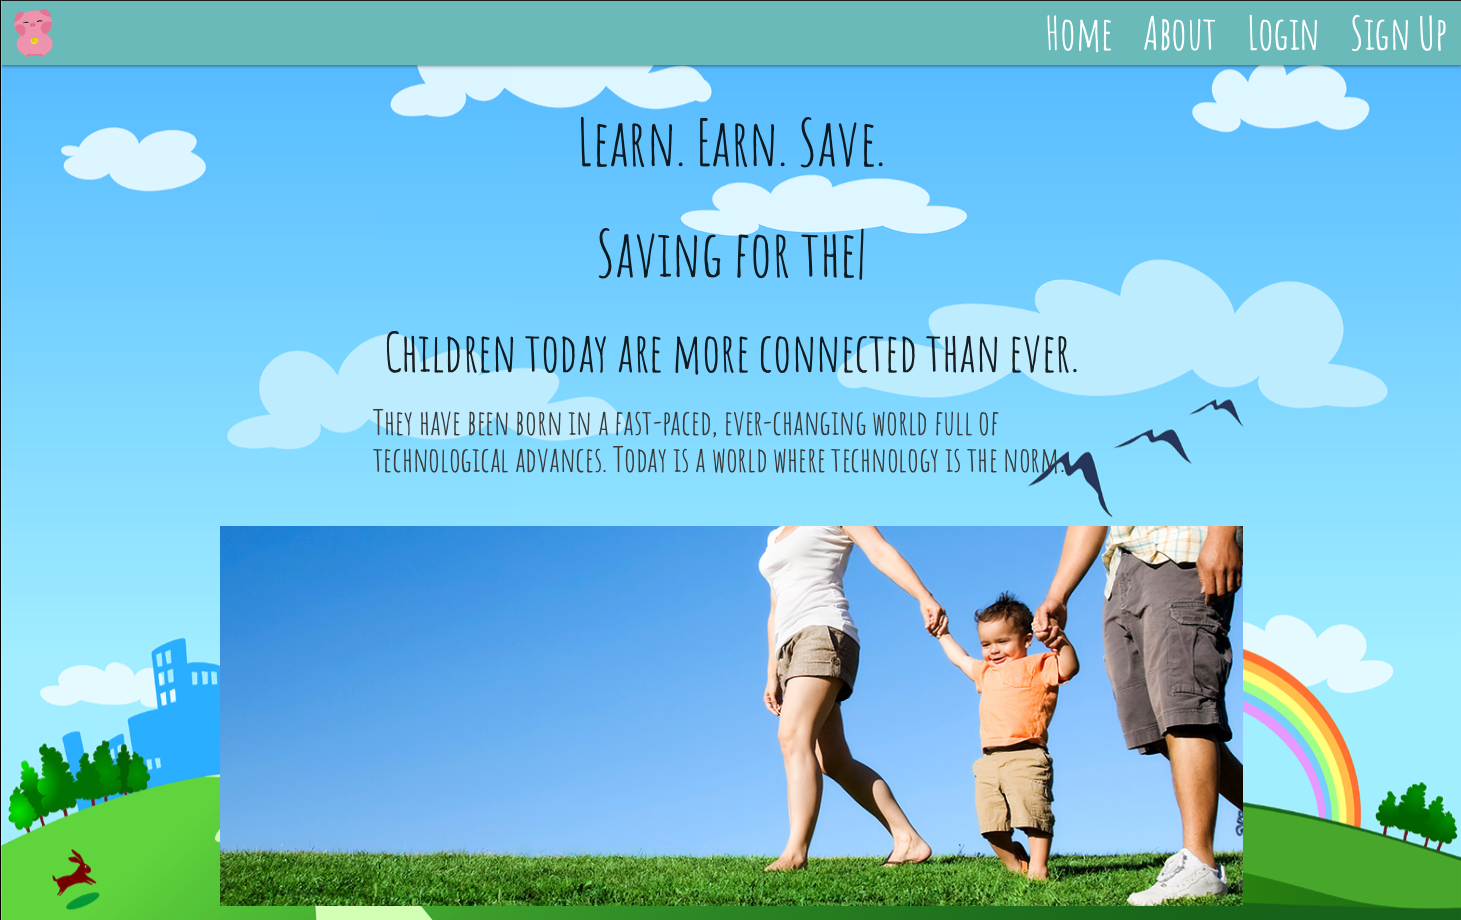 Home About Login Sign Up
Learn. Earn. Save.
Saving for the|
Children today are more connected than ever.
They have been born in a fast-paced, ever-changing world full of
technological advances. Today is a world where technology is the norm.